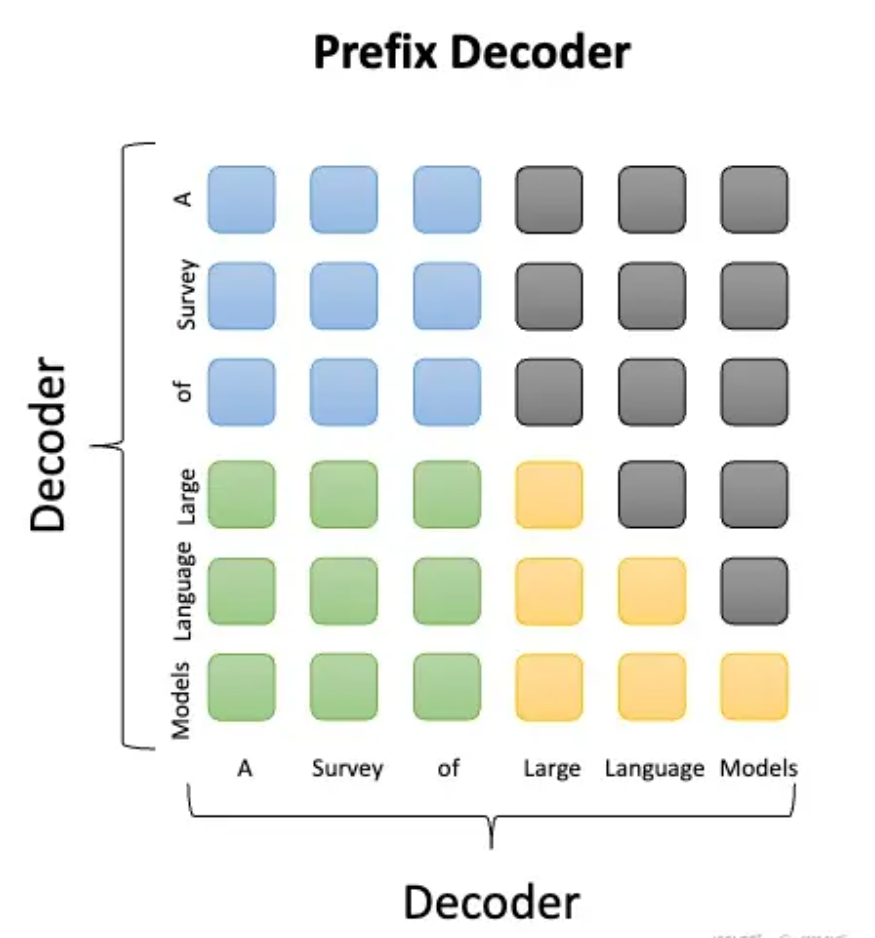 Prefix Decoder
Decoder
A
Survey
of
Large
Language
Models
A Survey of Large Language Models
Decoder